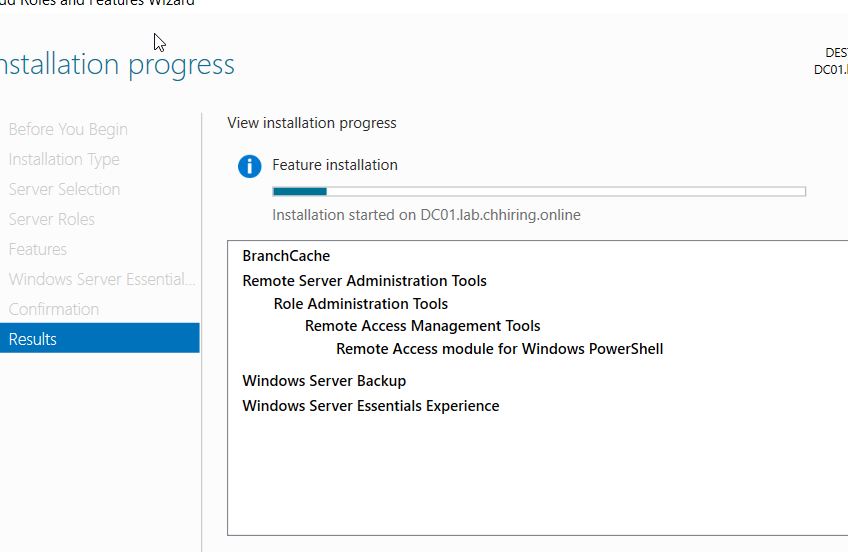 dd Roles and Features Wizard
nstallation progress
DES
DC01.l
Before You Begin
Installation Type
Server Selection
Server Roles
Features
Windows Server Essential...
Confirmation
Results
View installation progress
Feature installation
Installation started on DC01.lab.chhiring.online
BranchCache
Remote Server Administration Tools
Role Administration Tools
Remote Access Management Tools
Remote Access module for Windows PowerShell
Windows Server Backup
Windows Server Essentials Experience